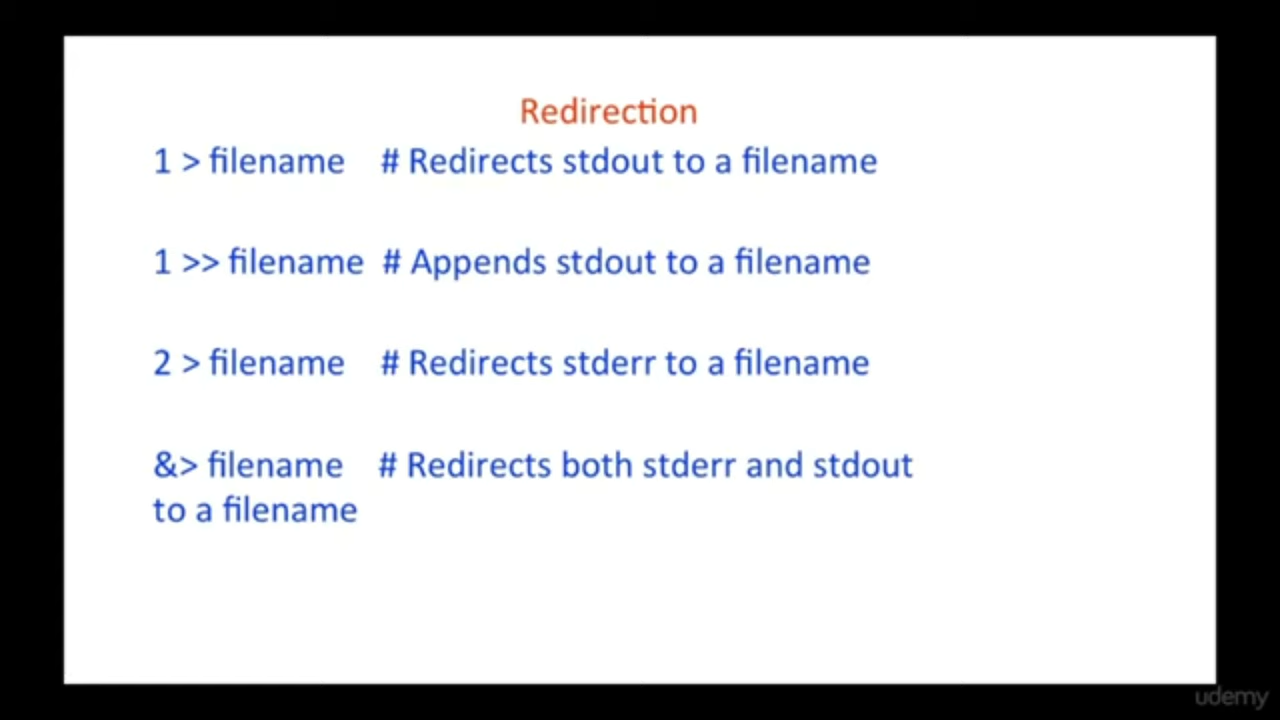 Redirection
1 > filename # Redirects stdout to a filename
1 >> filename # Appends stdout to a filename
2 > filename # Redirects stderr to a filename
&> filename # Redirects both stderr and stdout
to a filename
udemy